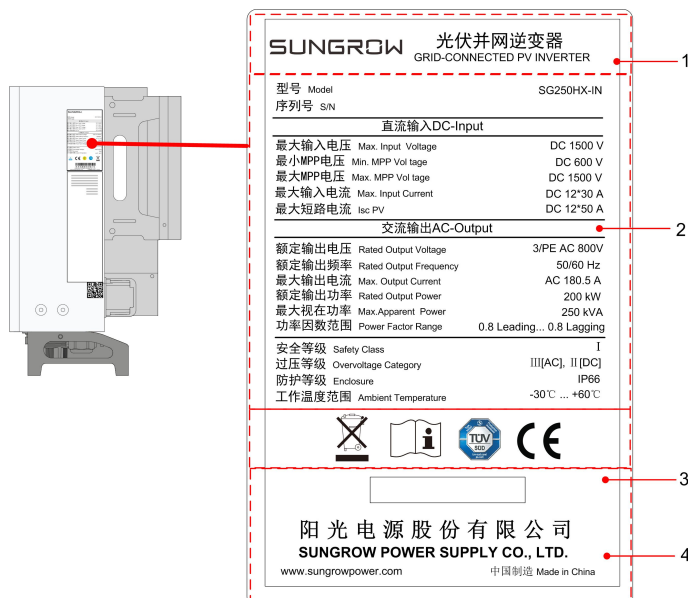 SUNGROW 光伏并网逆变器
GRID-CONNECTED PV INVERTER
1
型号 Model SG250HX-IN
序列号 S/N
直流输入DC-Input
最大输入电压 Max. Input Voltage DC 1500 V
最小MPP电压 Min. MPP Vol tage DC 600 V
最大MPP电压 Max. MPP Vol tage DC 1500 V
最大输入电流 Max. Input Current DC 12*30 A
最大短路电流 Isc PV DC 12*50 A
交流输出AC-Output
2
额定输出电压 Rated Output Voltage 3/PE AC 800V
额定输出频率 Rated Output Frequency 50/60 Hz
最大输出电流 Max. Output Current AC 180.5 A
额定输出功率 Rated Output Power 200 kW
最大视在功率 Max.Apparent Power 250 kVA
功率因数范围 Power Factor Range 0.8 Leading... 0.8 Lagging
安全等级 Safety Class I
过压等级 Overvoltage Category III[AC], II[DC]
防护等级 Enclosure IP66
工作温度范围 Ambient Temperature -30℃ ... +60℃
i TÜV SÜD CE
3
阳光电源股份有限公司
SUNGROW POWER SUPPLY CO., LTD.
4
www.sungrowpower.com 中国制造 Made in China